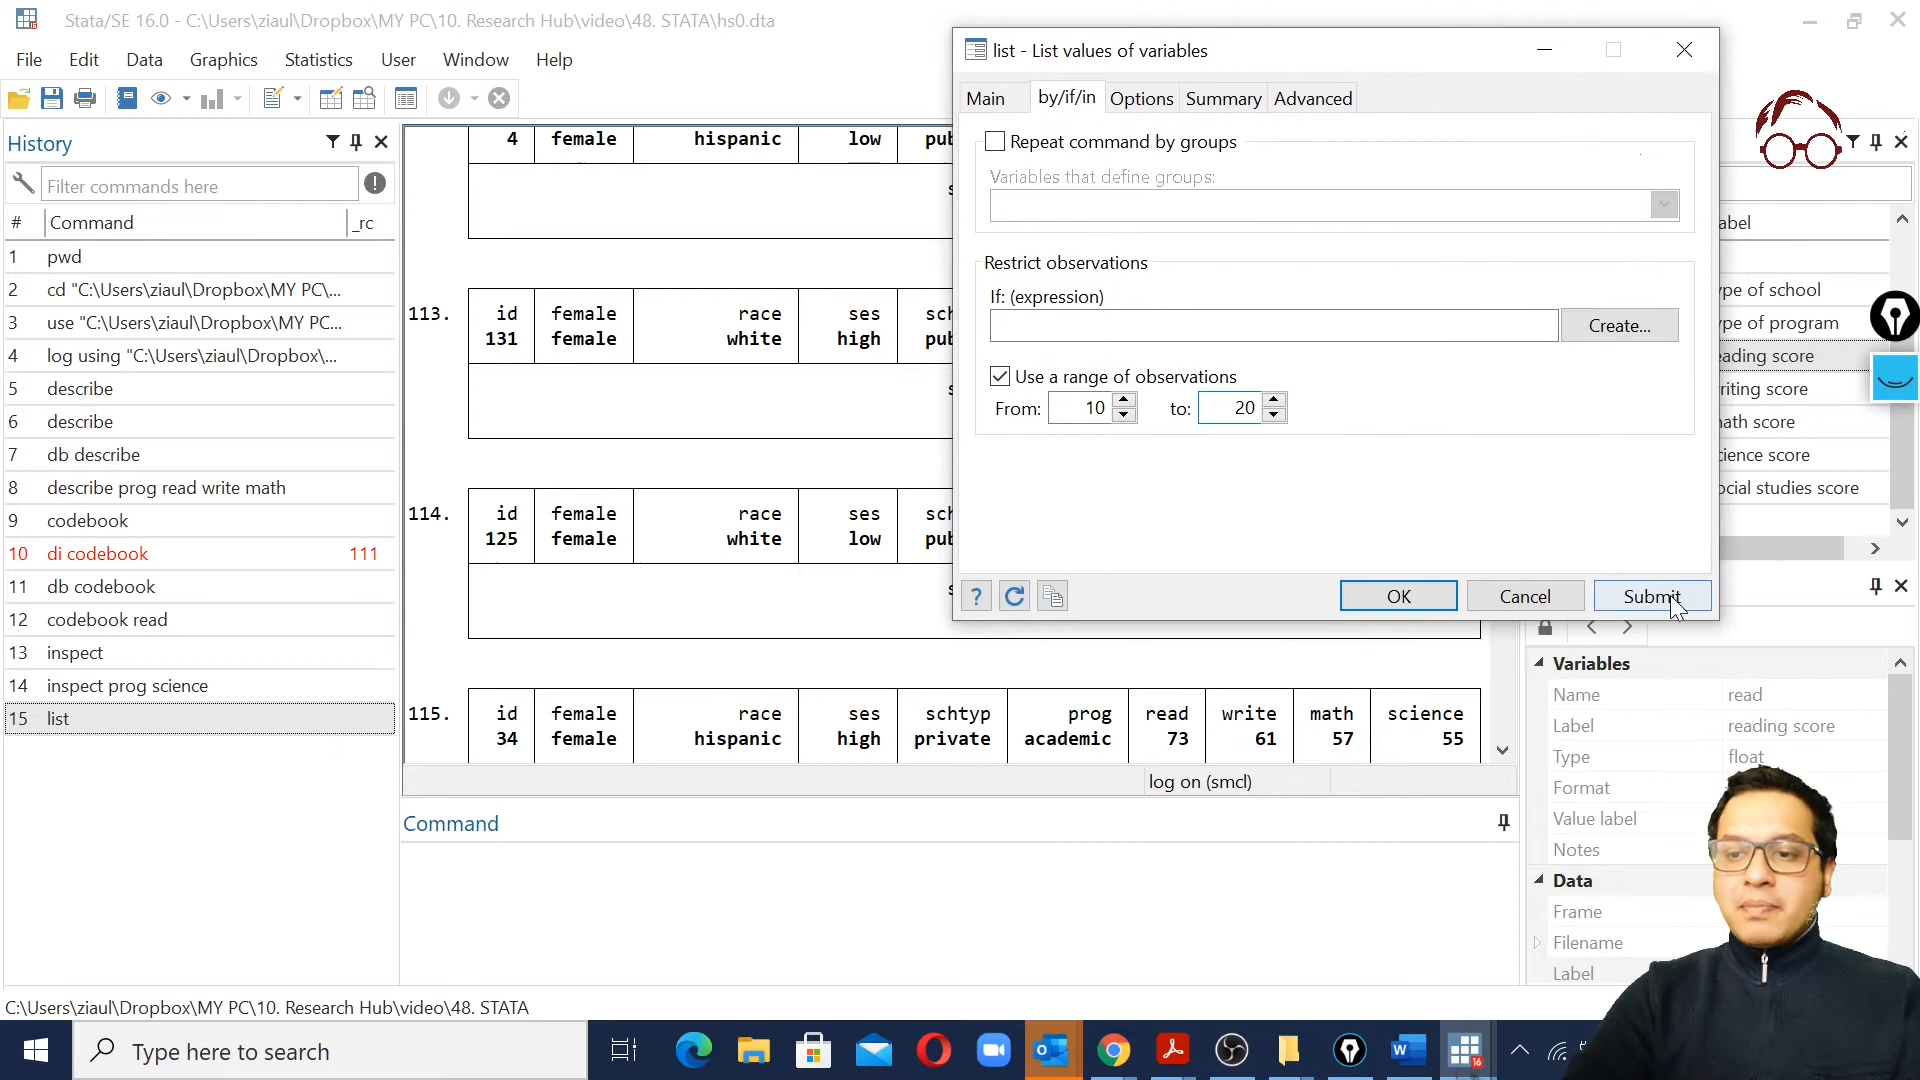 Stata/SE 16.0 - C:\Users\ziaul\Dropbox\MY PC\10. Research Hub\video\48. STATA\hs0.dta
File Edit Data Graphics Statistics User Window Help
History
Filter commands here
# Command _rc
1 pwd
2 cd "C:\Users\ziaul\Dropbox\MY PC\...
3 use "C:\Users\ziaul\Dropbox\MY PC...
4 log using "C:\Users\ziaul\Dropbox\...
5 describe
6 describe
7 db describe
8 describe prog read write math
9 codebook
10 di codebook 111
11 db codebook
12 codebook read
13 inspect
14 inspect prog science
15 list
4 female hispanic low pub
113. id female race ses sch
131 female white high pub
114. id female race ses sch
125 female white low pub
115. id female race ses schtyp prog read write math science
34 female hispanic high private academic 73 61 57 55
log on (smcl)
Command
list - List values of variables
Main by/if/in Options Summary Advanced
Repeat command by groups
Variables that define groups:
Restrict observations
If: (expression)
Create...
Use a range of observations
From: 10 to: 20
? OK Cancel Submit
abel
ype of school
ype of program
eading score
riting score
ath score
cience score
ocial studies score
Variables
Name read
Label reading score
Type float
Format
Value label
Notes
Data
Frame
Filename
Label
C:\Users\ziaul\Dropbox\MY PC\10. Research Hub\video\48. STATA
Type here to search
16